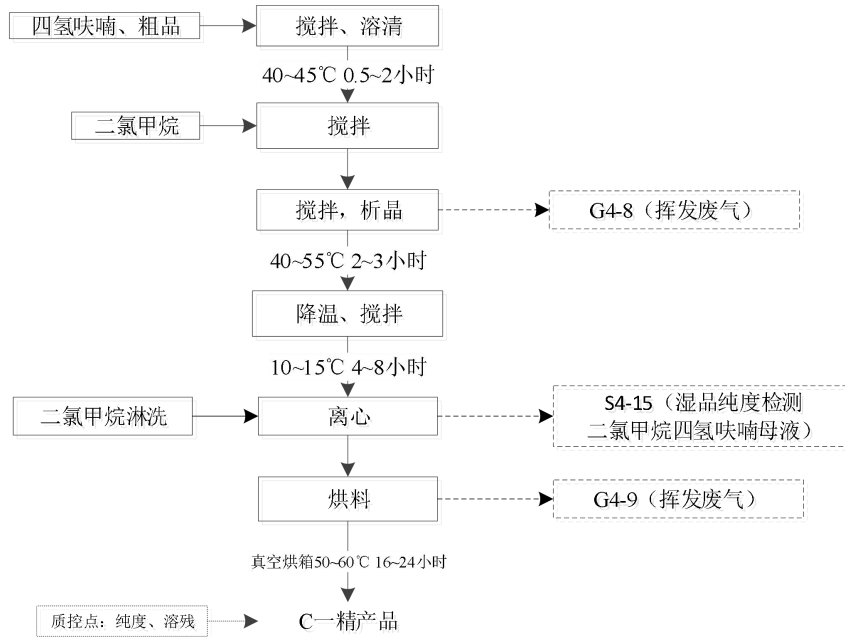 四氢呋喃、粗品
搅拌、溶清
40~45℃ 0.5~2小时
二氯甲烷
搅拌
搅拌，析晶
G4-8（挥发废气）
40~55℃ 2~3小时
降温、搅拌
10~15℃ 4~8小时
二氯甲烷淋洗
离心
S4-15（湿品纯度检测
二氯甲烷四氢呋喃母液）
烘料
G4-9（挥发废气）
真空烘箱50~60℃ 16~24小时
质控点：纯度、溶残
C一精产品